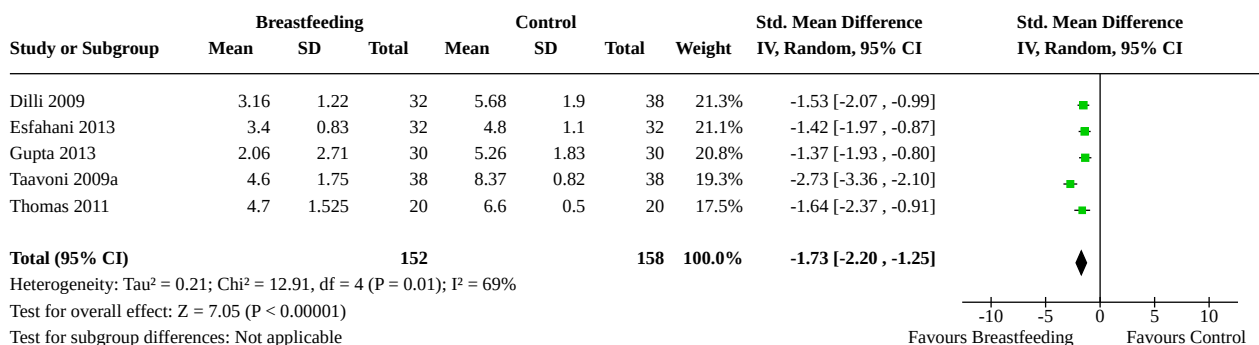 Breastfeeding Control Std. Mean Difference Std. Mean Difference
Study or Subgroup Mean SD Total Mean SD Total Weight IV, Random, 95% CI IV, Random, 95% CI
Dilli 2009 3.16 1.22 32 5.68 1.9 38 21.3% -1.53 [-2.07 , -0.99]
Esfahani 2013 3.4 0.83 32 4.8 1.1 32 21.1% -1.42 [-1.97 , -0.87]
Gupta 2013 2.06 2.71 30 5.26 1.83 30 20.8% -1.37 [-1.93 , -0.80]
Taavoni 2009a 4.6 1.75 38 8.37 0.82 38 19.3% -2.73 [-3.36 , -2.10]
Thomas 2011 4.7 1.525 20 6.6 0.5 20 17.5% -1.64 [-2.37 , -0.91]
Total (95% CI) 152 158 100.0% -1.73 [-2.20 , -1.25]
Heterogeneity: Tau² = 0.21; Chi² = 12.91, df = 4 (P = 0.01); I² = 69%
Test for overall effect: Z = 7.05 (P < 0.00001)
-10 -5 0 5 10
Test for subgroup differences: Not applicable Favours Breastfeeding Favours Control